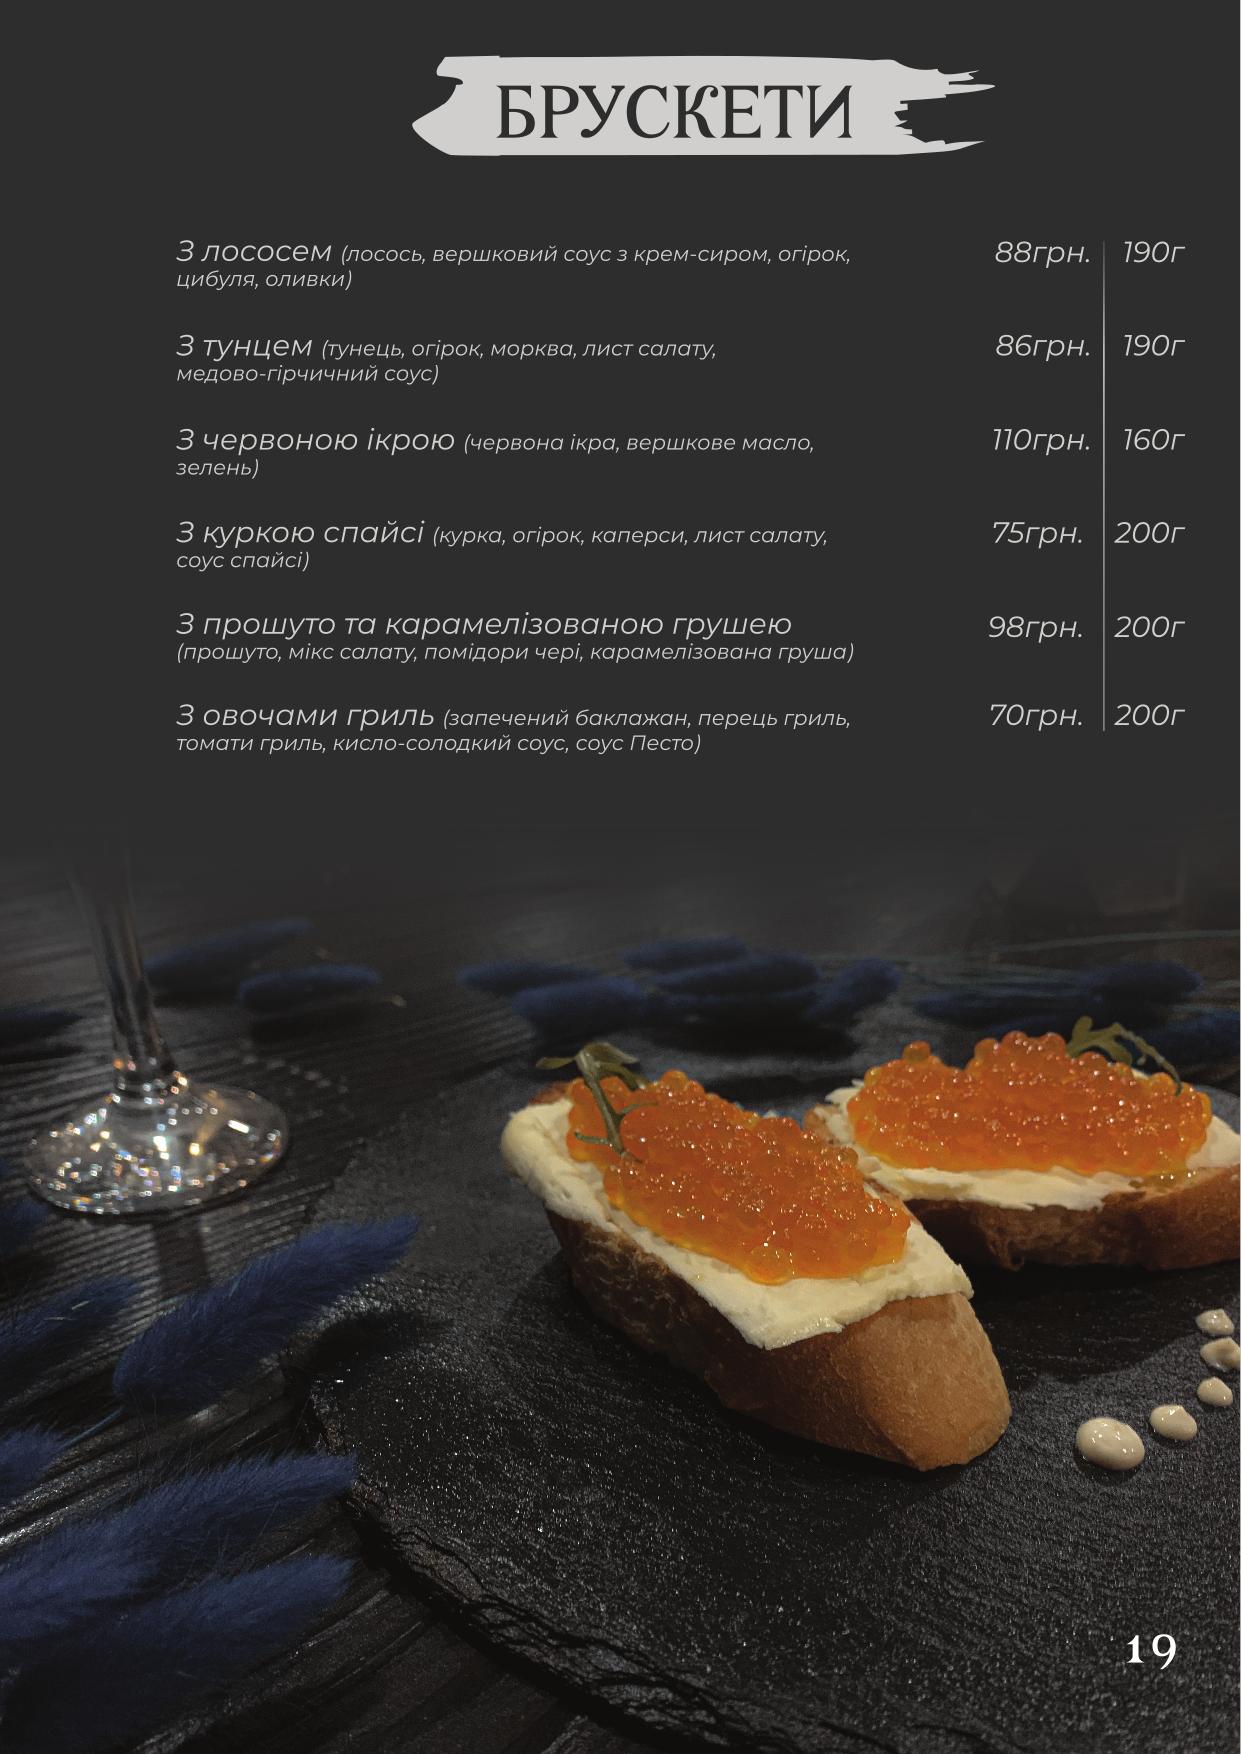 БРУСКЕТИ
З лососем (лосось, вершковий соус з крем-сиром, огірок, 88грн. 190г
цибуля, оливки)
З тунцем (тунець, огірок, морква, лист салату, 86грн. 190г
медово-гірчичний соус)
З червоною ікрою (червона ікра, вершкове масло, 110грн. 160г
зелень)
З куркою спайсі (курка, огірок, каперси, лист салату, 75грн. 200г
соус спайсі)
З прошуто та карамелізованою грушею 98грн. 200г
(прошуто, мікс салату, помідори чері, карамелізована груша)
З овочами гриль (запечений баклажан, перець гриль, 70грн. 200г
томати гриль, кисло-солодкий соус, соус Песто)
19